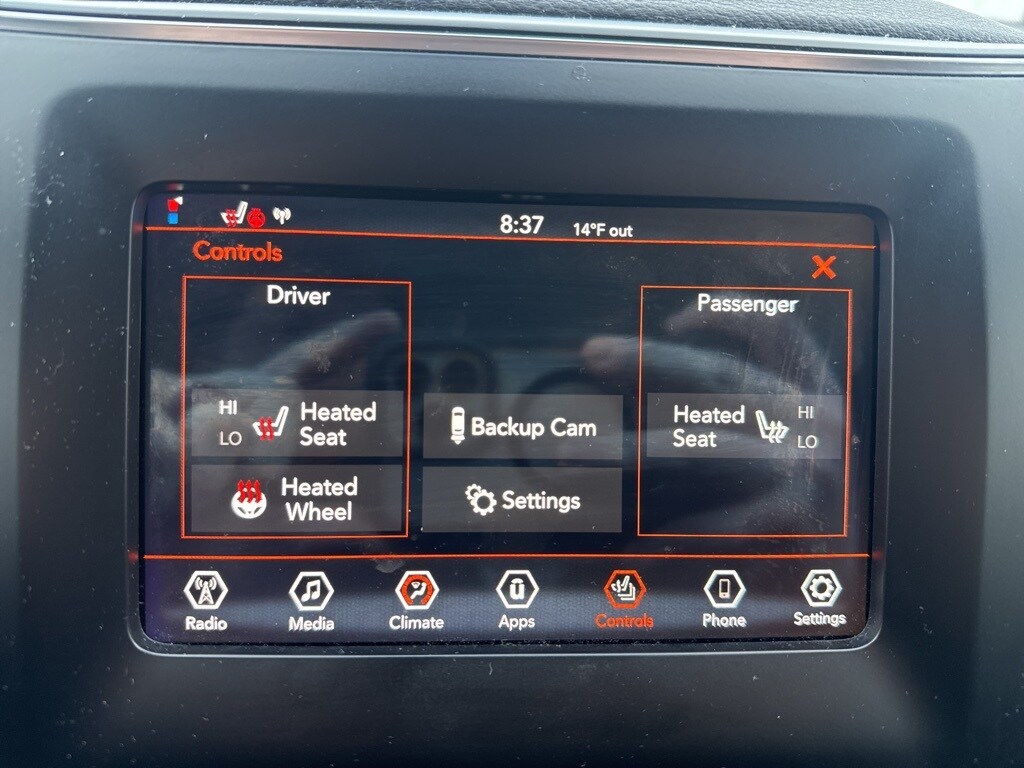 8:37 14°F out
Controls
Driver
Passenger
HI
LO
Heated
Seat
Backup Cam
Heated
Seat
HI
LO
Heated
Wheel
Settings
Radio
Media
Climate
Apps
Controls
Phone
Settings